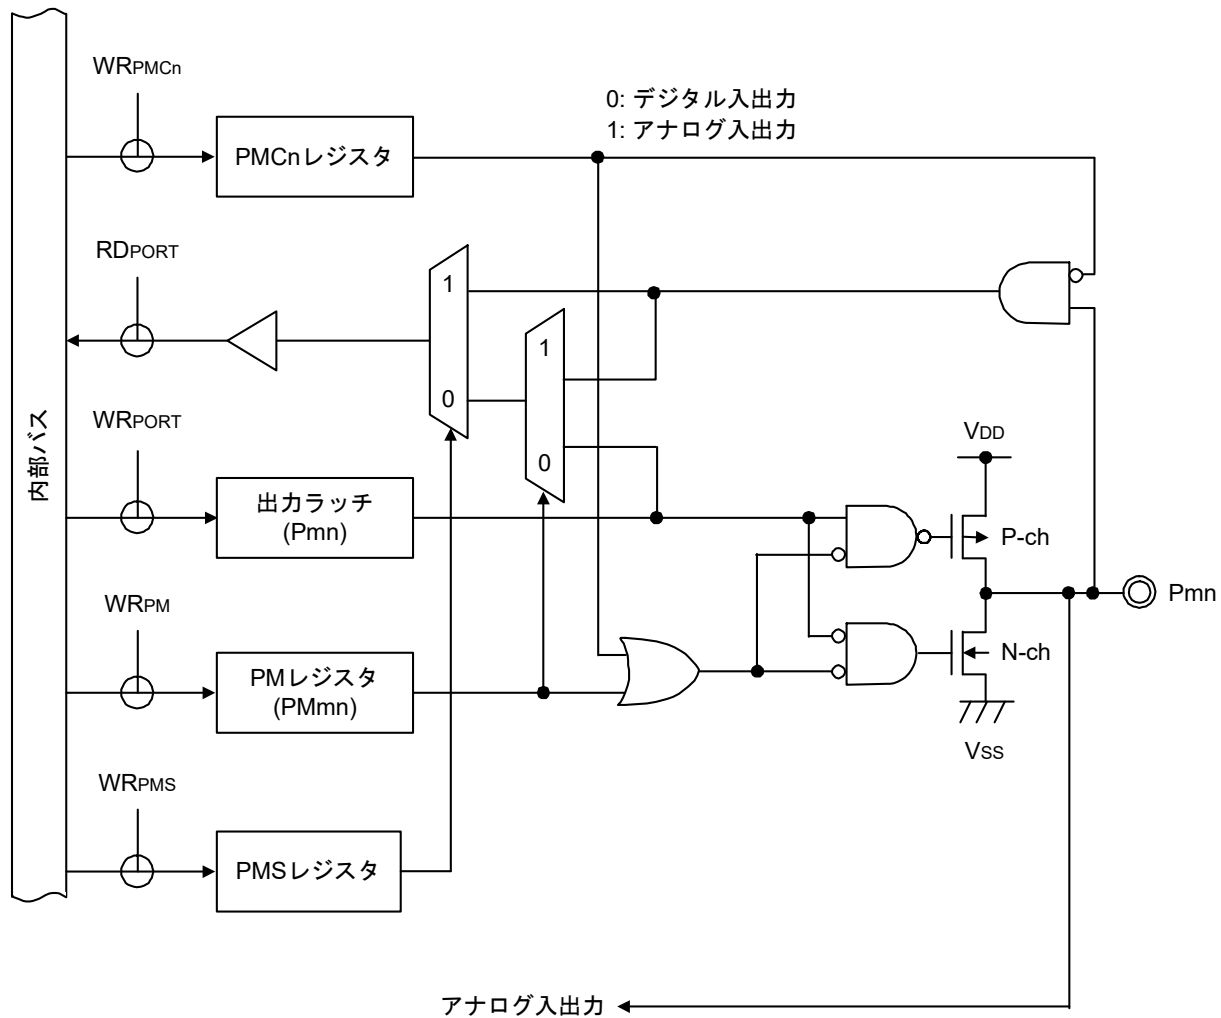 WRPMCn
0: デジタル入出力
1: アナログ入出力
PMCnレジスタ
RDPORT
1
0
1
0
内部バス
WRPORT
出力ラッチ
(Pmn)
VDD
P-ch
Pmn
N-ch
VSS
WRPM
PMレジスタ
(PMmn)
WRPMS
PMSレジスタ
アナログ入出力